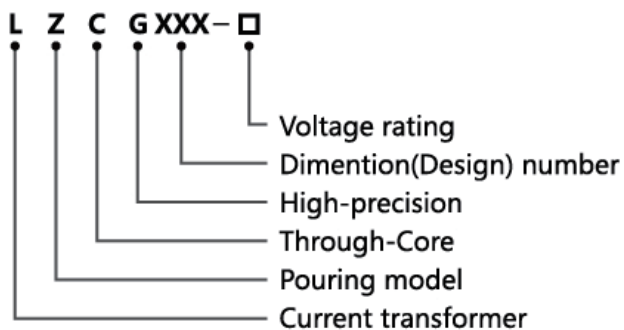 L Z C G XXX-□
Voltage rating
Dimention(Design) number
High-precision
Through-Core
Pouring model
Current transformer